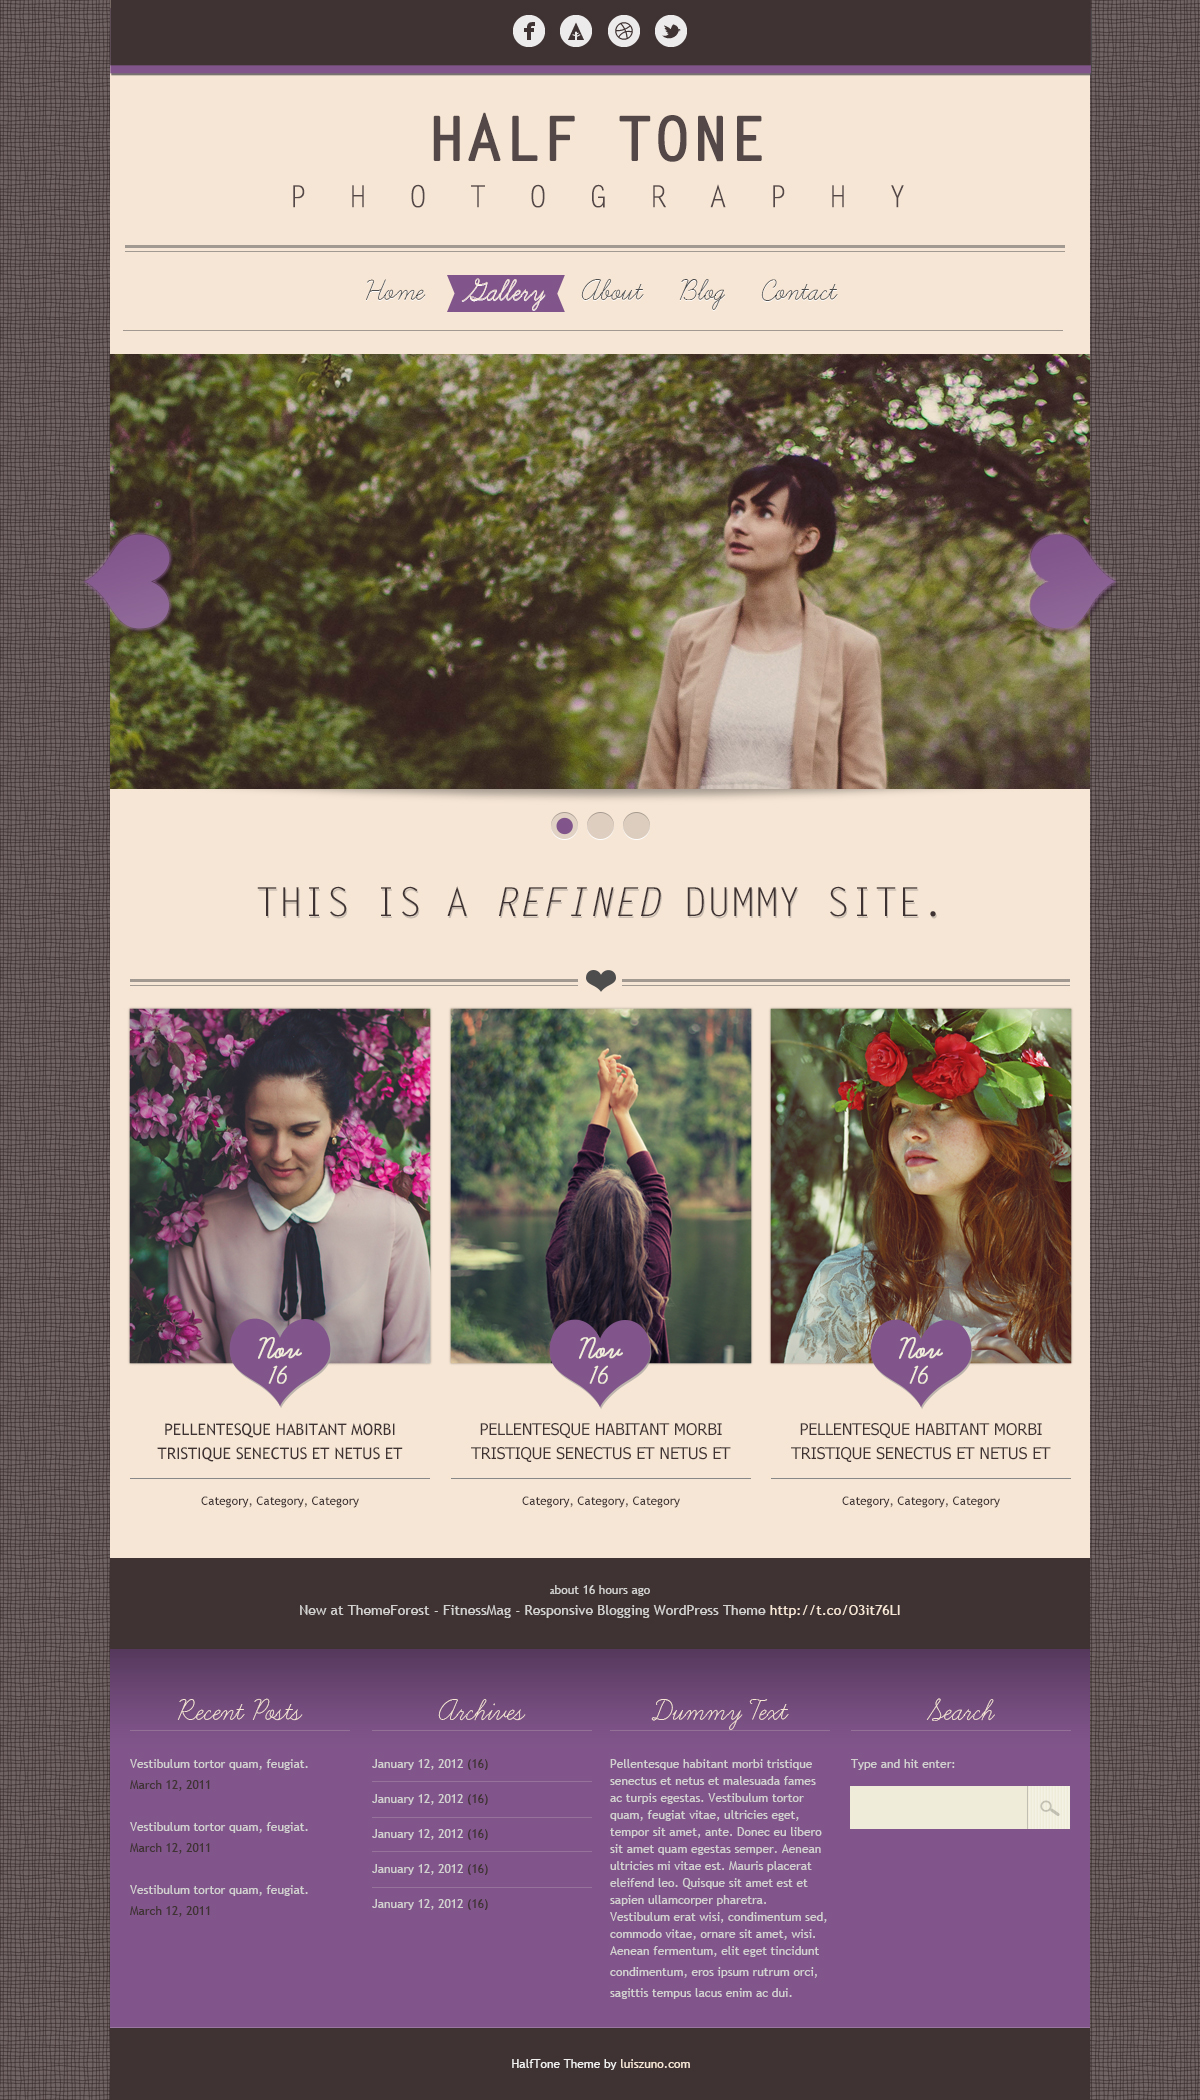 HALF TONE
PHOTOGRAPHY
Home Gallery About Blog Contact
THIS IS A REFINED DUMMY SITE.
Nov
16
PELLENTESQUE HABITANT MORBI
TRISTIQUE SENECTUS ET NETUS ET
Category, Category, Category
Nov
16
PELLENTESQUE HABITANT MORBI
TRISTIQUE SENECTUS ET NETUS ET
Category, Category, Category
Nov
16
PELLENTESQUE HABITANT MORBI
TRISTIQUE SENECTUS ET NETUS ET
Category, Category, Category
about 16 hours ago
New at ThemeForest - FitnessMag - Responsive Blogging WordPress Theme http://t.co/O3it76LI
Recent Posts
Vestibulum tortor quam, feugiat.
March 12, 2011
Vestibulum tortor quam, feugiat.
March 12, 2011
Vestibulum tortor quam, feugiat.
March 12, 2011
Archives
January 12, 2012 (16)
January 12, 2012 (16)
January 12, 2012 (16)
January 12, 2012 (16)
January 12, 2012 (16)
Dummy Text
Pellentesque habitant morbi tristique
senectus et netus et malesuada fames
ac turpis egestas. Vestibulum tortor
quam, feugiat vitae, ultricies eget,
tempor sit amet, ante. Donec eu libero
sit amet quam egestas semper. Aenean
ultricies mi vitae est. Mauris placerat
eleifend leo. Quisque sit amet est et
sapien ullamcorper pharetra.
Vestibulum erat wisi, condimentum sed,
commodo vitae, ornare sit amet, wisi.
Aenean fermentum, elit eget tincidunt
condimentum, eros ipsum rutrum orci,
sagittis tempus lacus enim ac dui.
Search
Type and hit enter:
HalfTone Theme by luiszuno.com